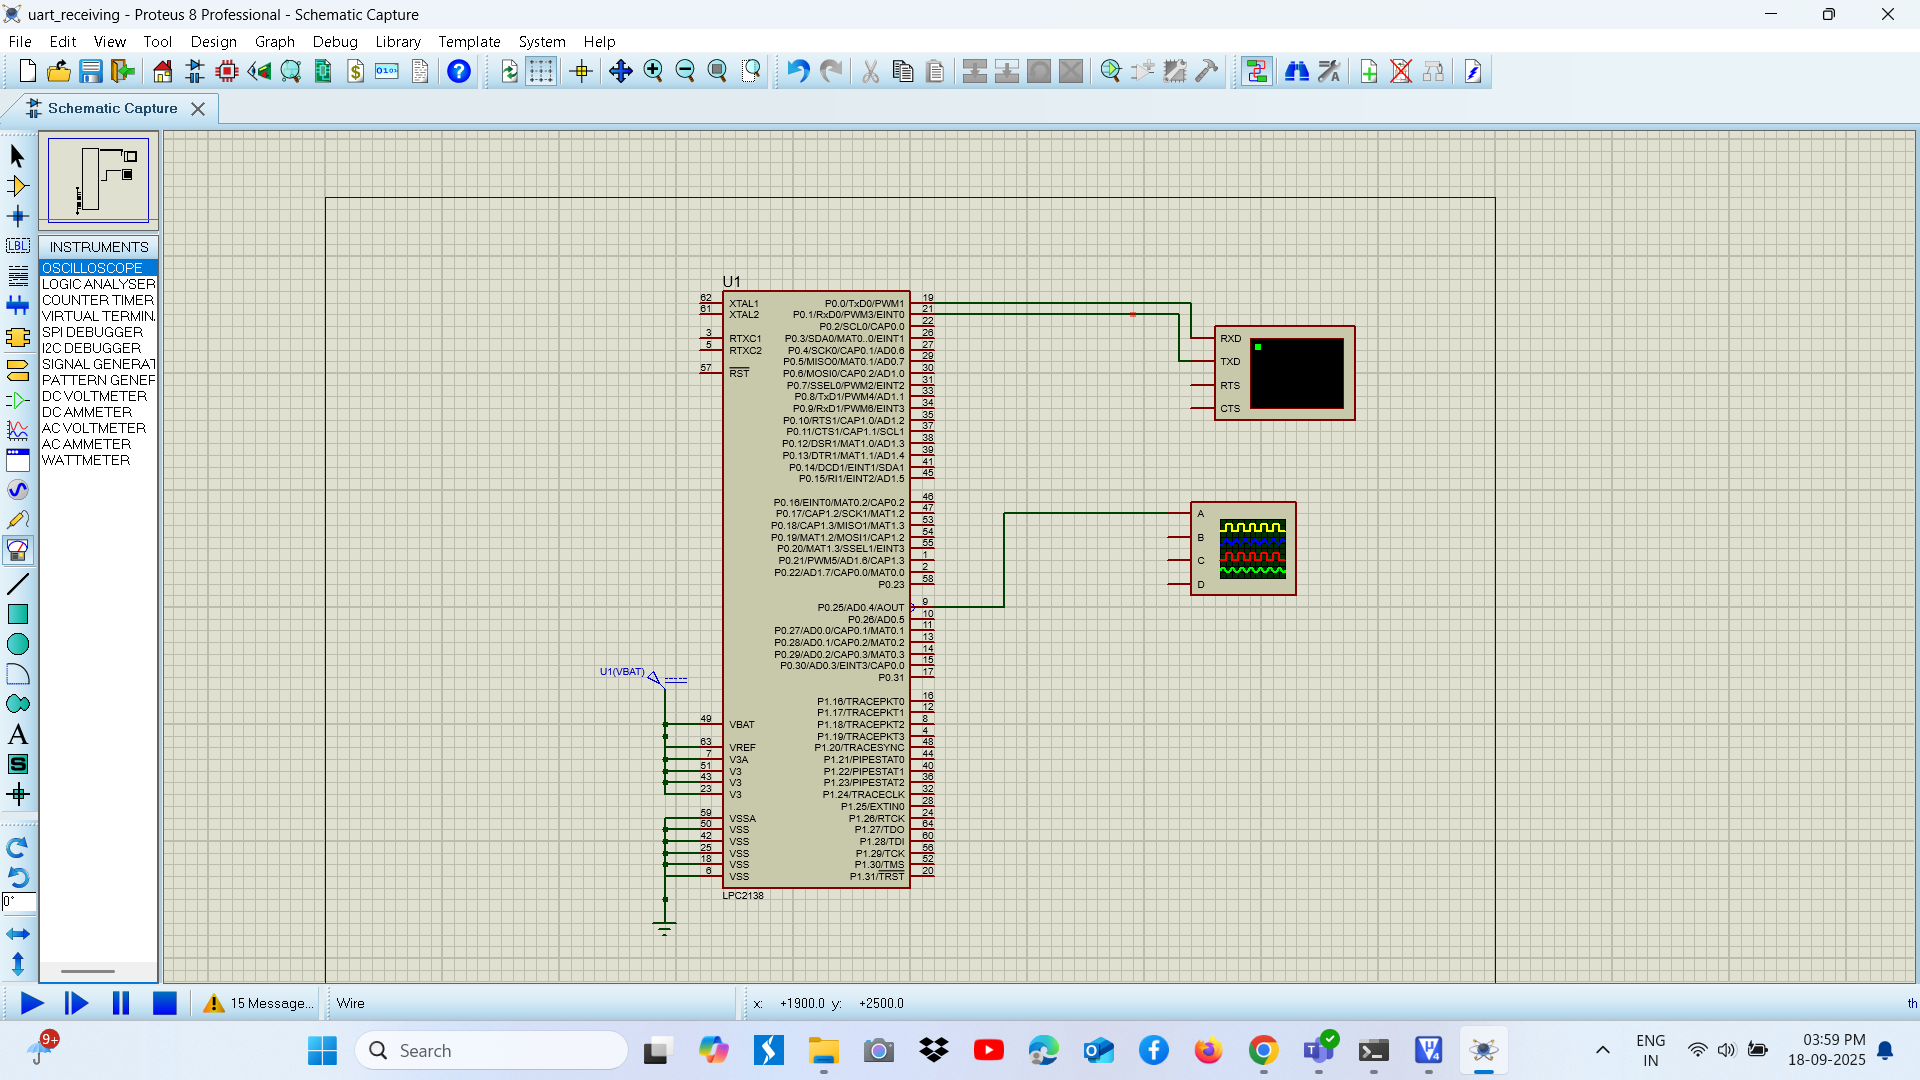 uart_receiving - Proteus 8 Professional - Schematic Capture
File Edit View Tool Design Graph Debug Library Template System Help
Schematic Capture
LBL
INSTRUMENTS
OSCILLOSCOPE
LOGIC ANALYSER
COUNTER TIMER
VIRTUAL TERMIN.
SPI DEBUGGER
I2C DEBUGGER
SIGNAL GENERAT
PATTERN GENEF
DC VOLTMETER
DC AMMETER
AC VOLTMETER
AC AMMETER
WATTMETER
A
S
0°
U1
62 XTAL1
61 XTAL2
3 RTXC1
5 RTXC2
57 RST
P0.0/TxD0/PWM1 19
P0.1/RxD0/PWM3/EINT0 21
P0.2/SCL0/CAP0.0 22
P0.3/SDA0/MAT0..0/EINT1 26
P0.4/SCK0/CAP0.1/AD0.6 27
P0.5/MISO0/MAT0.1/AD0.7 29
P0.6/MOSI0/CAP0.2/AD1.0 30
P0.7/SSEL0/PWM2/EINT2 31
P0.8/TxD1/PWM4/AD1.1 33
P0.9/RxD1/PWM6/EINT3 34
P0.10/RTS1/CAP1.0/AD1.2 35
P0.11/CTS1/CAP1.1/SCL1 37
P0.12/DSR1/MAT1.0/AD1.3 38
P0.13/DTR1/MAT1.1/AD1.4 39
P0.14/DCD1/EINT1/SDA1 41
P0.15/RI1/EINT2/AD1.5 45
P0.16/EINT0/MAT0.2/CAP0.2 46
P0.17/CAP1.2/SCK1/MAT1.2 47
P0.18/CAP1.3/MISO1/MAT1.3 53
P0.19/MAT1.2/MOSI1/CAP1.2 54
P0.20/MAT1.3/SSEL1/EINT3 55
P0.21/PWM5/AD1.6/CAP1.3 1
P0.22/AD1.7/CAP0.0/MAT0.0 2
P0.23 58
P0.25/AD0.4/AOUT 9
P0.26/AD0.5 10
P0.27/AD0.0/CAP0.1/MAT0.1 11
P0.28/AD0.1/CAP0.2/MAT0.2 13
P0.29/AD0.2/CAP0.3/MAT0.3 14
P0.30/AD0.3/EINT3/CAP0.0 15
P0.31 17
P1.16/TRACEPKT0 16
P1.17/TRACEPKT1 12
P1.18/TRACEPKT2 8
P1.19/TRACEPKT3 4
P1.20/TRACESYNC 48
P1.21/PIPESTAT0 44
P1.22/PIPESTAT1 40
P1.23/PIPESTAT2 36
P1.24/TRACECLK 32
P1.25/EXTIN0 28
P1.26/RTCK 24
P1.27/TDO 64
P1.28/TDI 60
P1.29/TCK 56
P1.30/TMS 52
P1.31/TRST 20
U1(VBAT)
49 VBAT
63 VREF
7 V3A
51 V3
43 V3
23 V3
59 VSSA
50 VSS
42 VSS
25 VSS
18 VSS
6 VSS
LPC2138
RXD
TXD
RTS
CTS
A
B
C
D
15 Message... Wire x: +1900.0 y: +2500.0 th
9+
Search
ENG
IN
03:59 PM
18-09-2025